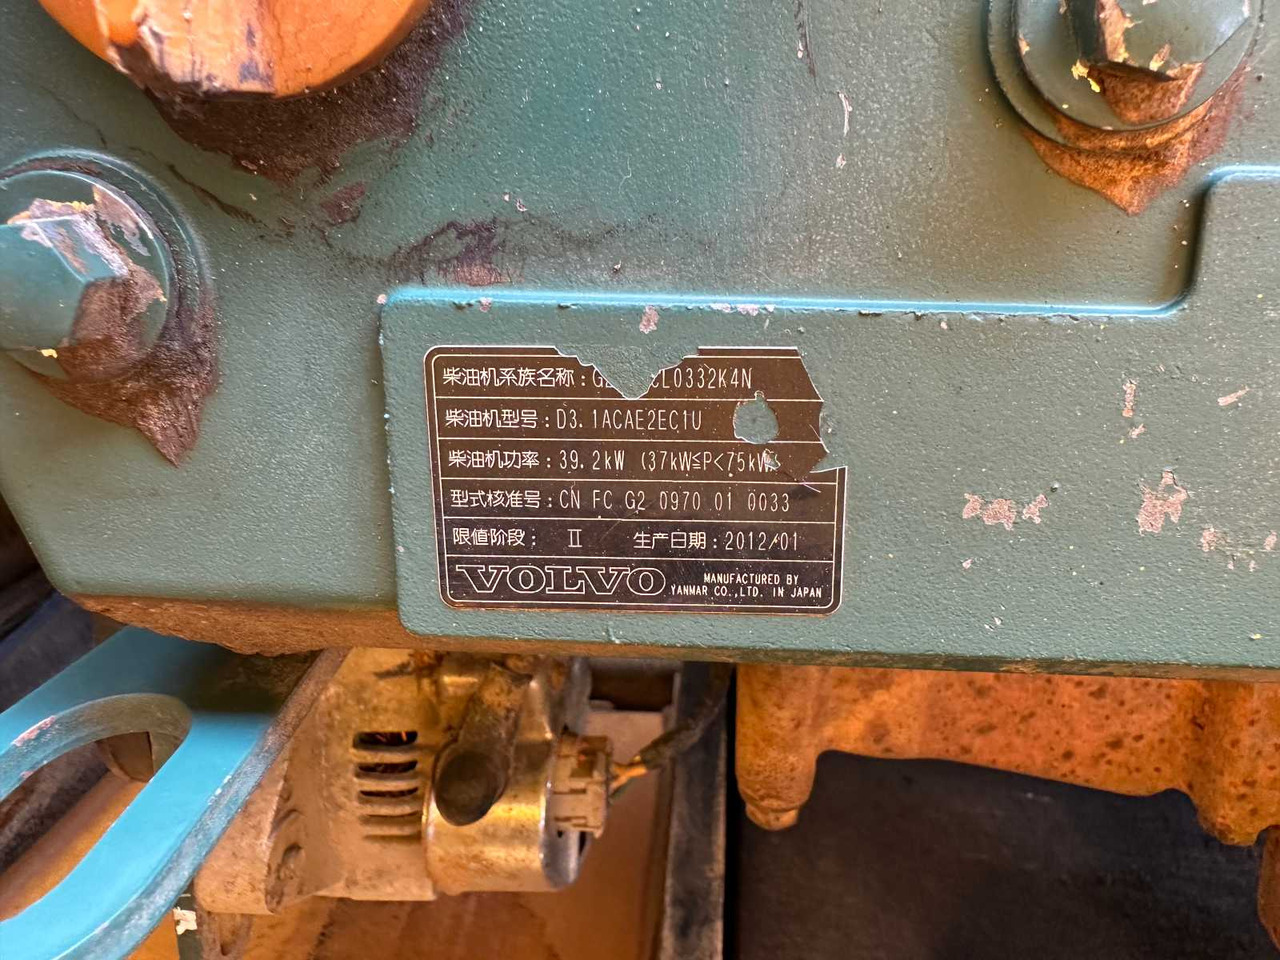 柴油机系族名称：G CL0332K4N
柴油机型号：D3.1ACAE2EC1U
柴油机功率：39.2kW (37kW≦P<75kW)
型式核准号：CN FC G2 0970 01 0033
限值阶段： Ⅱ 生产日期：2012/01
VOLVO MANUFACTURED BY
YANMAR CO.,LTD. IN JAPAN